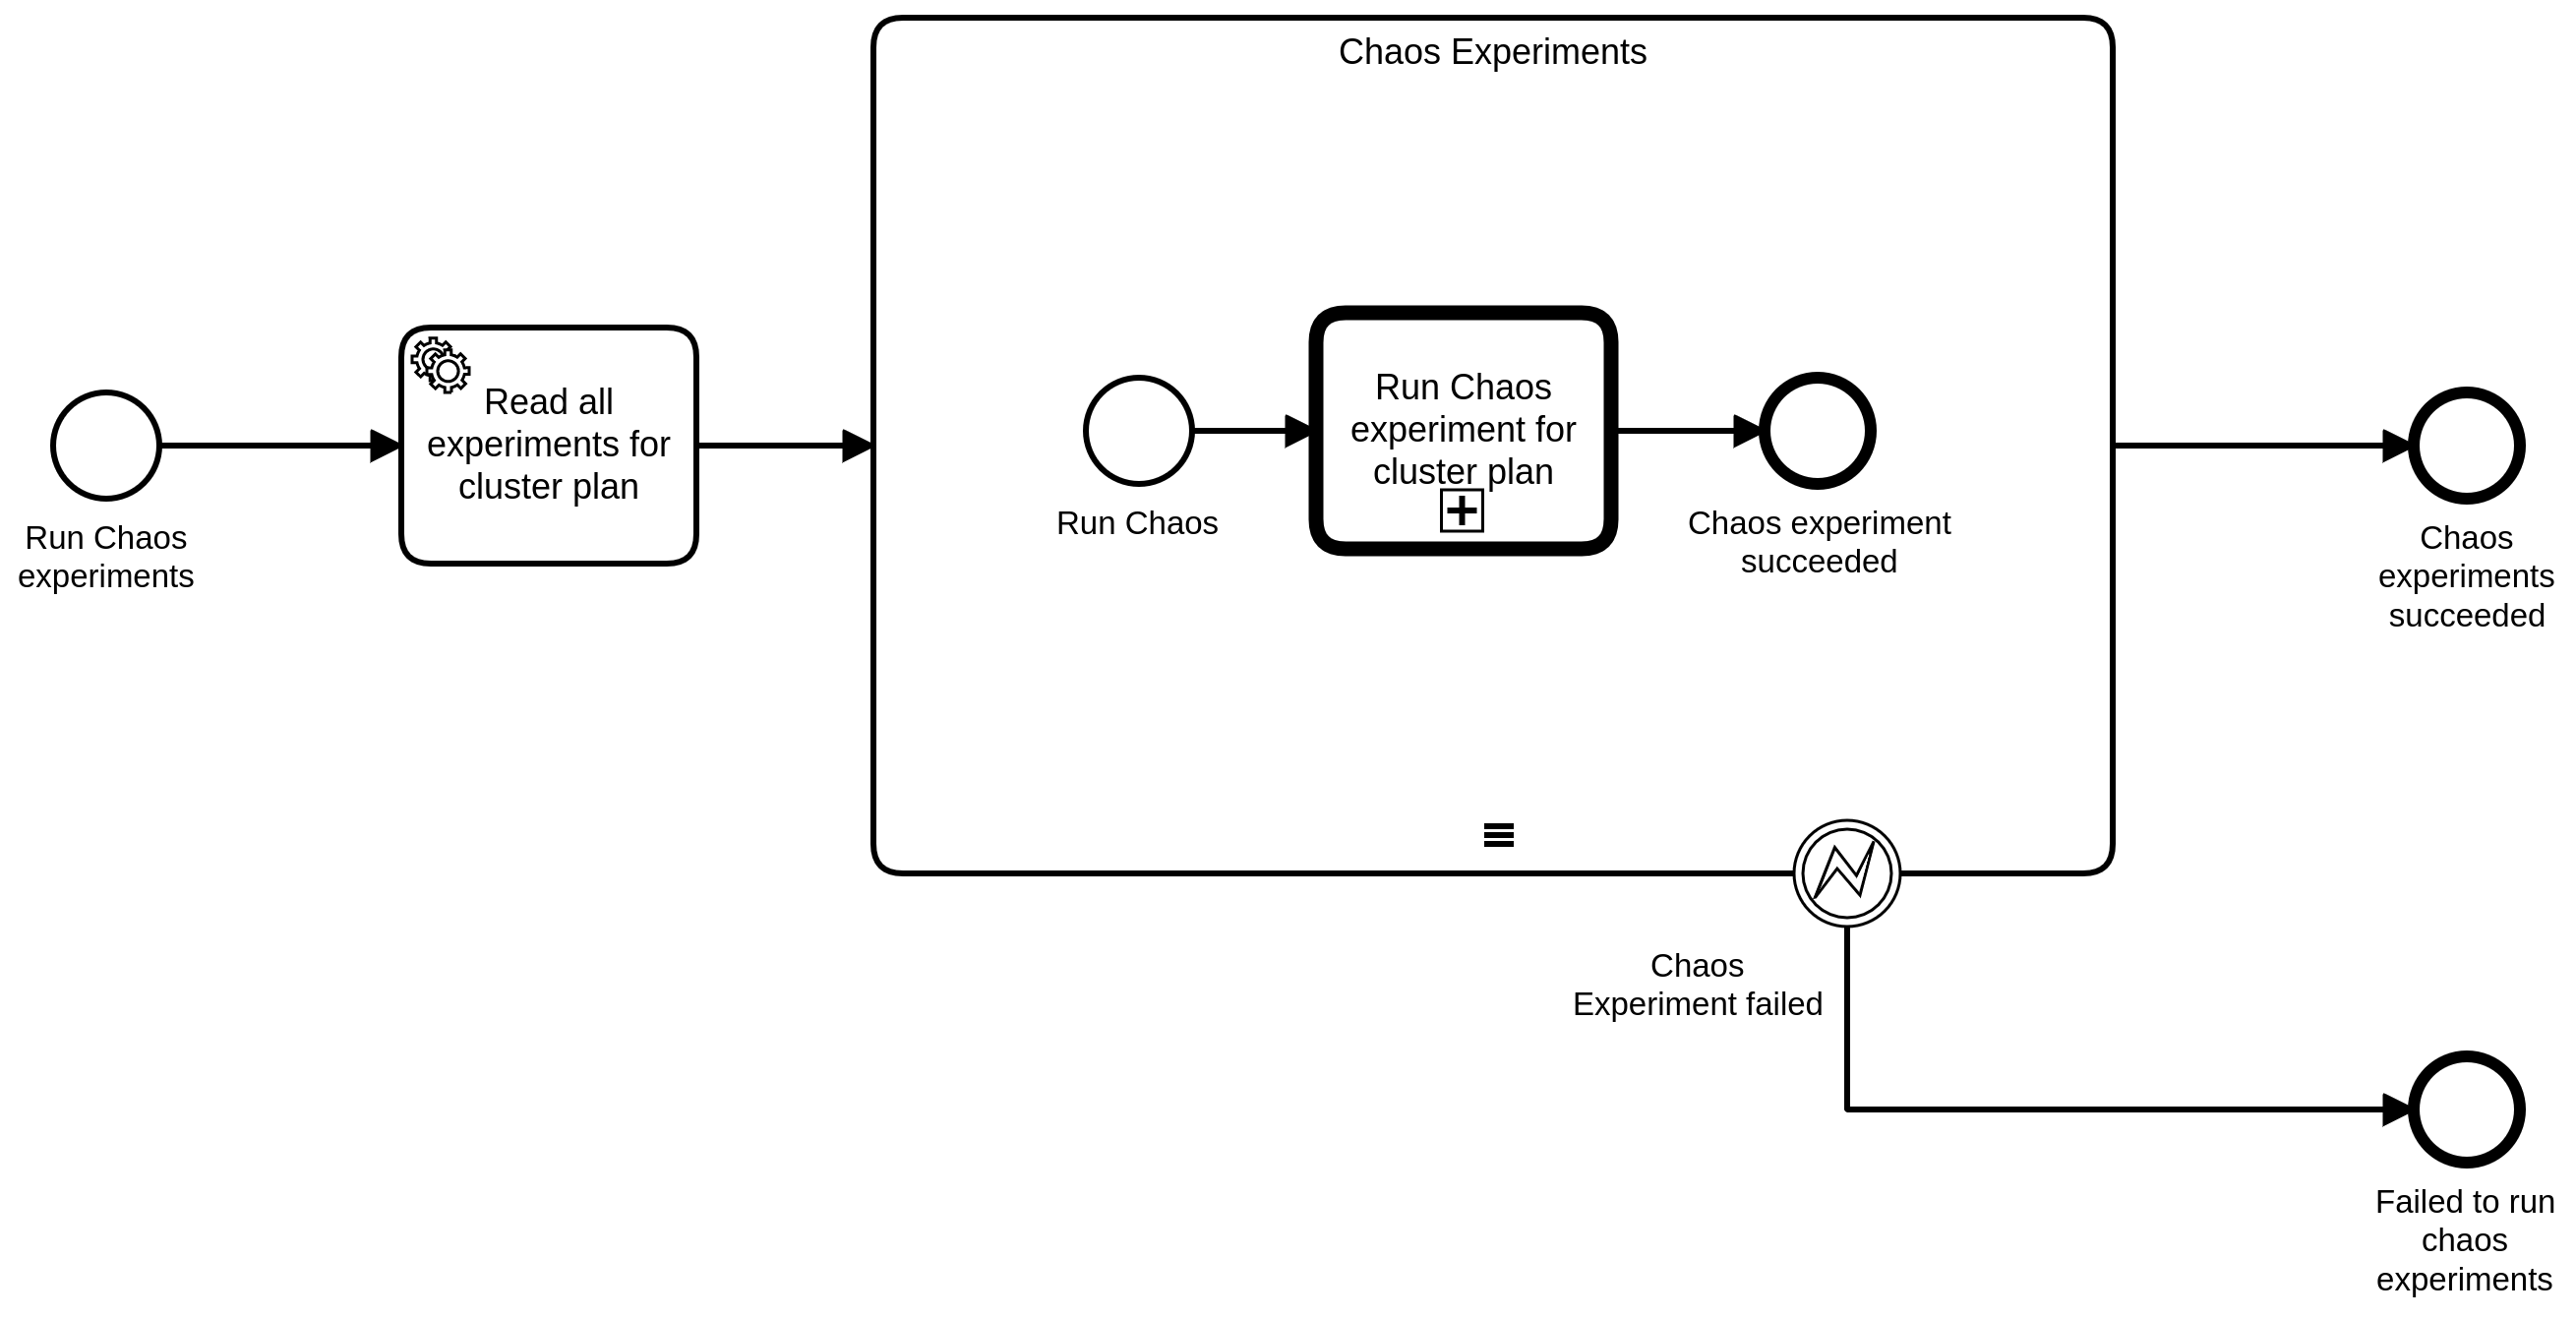 Chaos Experiments
Read all
experiments for
cluster plan
Run Chaos
experiments
Run Chaos
Run Chaos
experiment for
cluster plan
Chaos experiment
succeeded
Chaos
experiments
succeeded
Chaos
Experiment failed
Failed to run
chaos
experiments